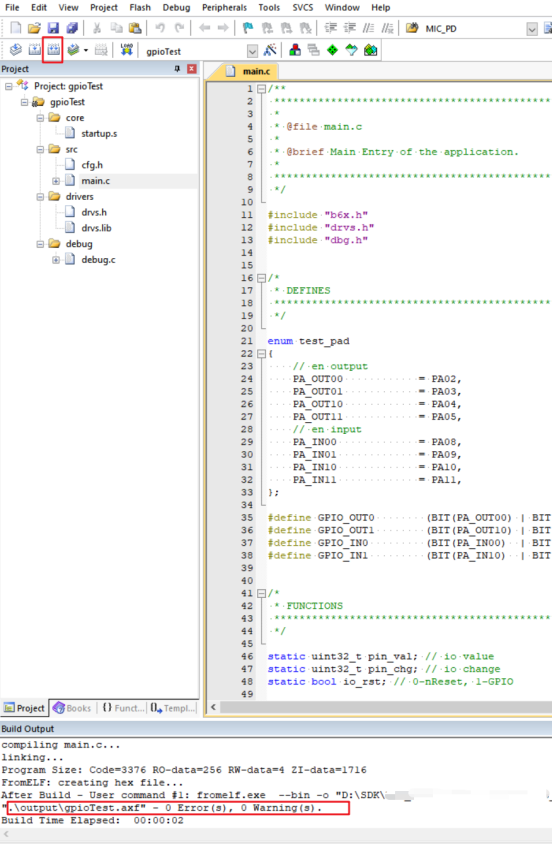 File Edit View Project Flash Debug Peripherals Tools SVCS Window Help
MIC_PD
LOAD
gpioTest
Project
Project: gpioTest
gpioTest
core
startup.s
src
cfg.h
main.c
drivers
drvs.h
drvs.lib
debug
debug.c
Project Books Funct... Templ...
main.c
1 /**
2 ****************************************************
3 *
4 * @file main.c
5 *
6 * @brief Main Entry of the application.
7 *
8 ****************************************************
9 */
10
11 #include "b6x.h"
12 #include "drvs.h"
13 #include "dbg.h"
14
15
16 /*
17 * DEFINES
18 ****************************************************
19 */
20
21 enum test_pad
22 {
23 // en output
24 PA_OUT00 = PA02,
25 PA_OUT01 = PA03,
26 PA_OUT10 = PA04,
27 PA_OUT11 = PA05,
28 // en input
29 PA_IN00 = PA08,
30 PA_IN01 = PA09,
31 PA_IN10 = PA10,
32 PA_IN11 = PA11,
33 };
34
35 #define GPIO_OUT0 (BIT(PA_OUT00) | BIT
36 #define GPIO_OUT1 (BIT(PA_OUT10) | BIT
37 #define GPIO_IN0 (BIT(PA_IN00) | BIT
38 #define GPIO_IN1 (BIT(PA_IN10) | BIT
39
40
41 /*
42 * FUNCTIONS
43 ****************************************************
44 */
45
46 static uint32_t pin_val; // io value
47 static uint32_t pin_chg; // io change
48 static bool io_rst; // 0-nReset, 1-GPIO
49
Build Output
compiling main.c...
linking...
Program Size: Code=3376 RO-data=256 RW-data=4 ZI-data=1716
FromELF: creating hex file...
After Build - User command #1: fromelf.exe --bin -o "D:\SDK\
".\output\gpioTest.axf" - 0 Error(s), 0 Warning(s).
Build Time Elapsed: 00:00:02